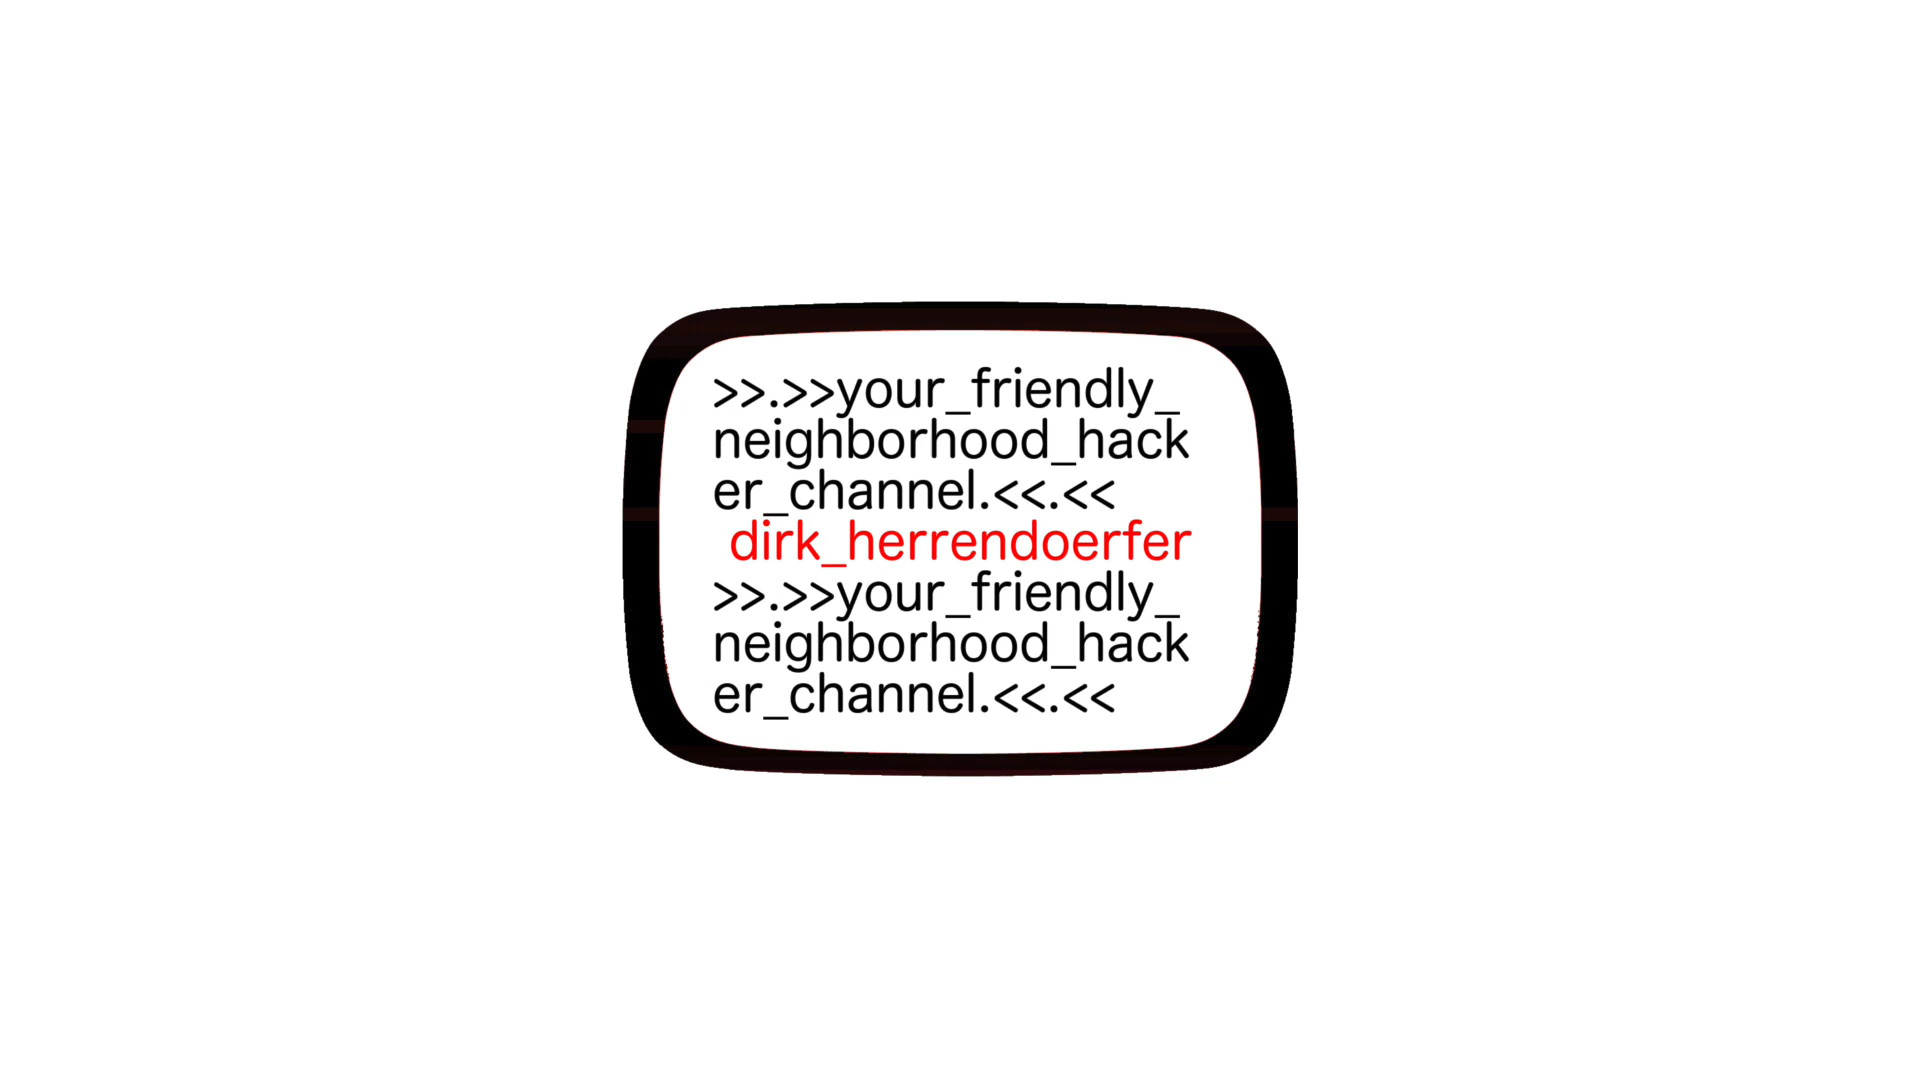 >>.>>your_friendly_
neighborhood_hack
er_channel.<<.<<
dirk_herrendoerfer
>>.>>your_friendly_
neighborhood_hack
er_channel.<<.<<